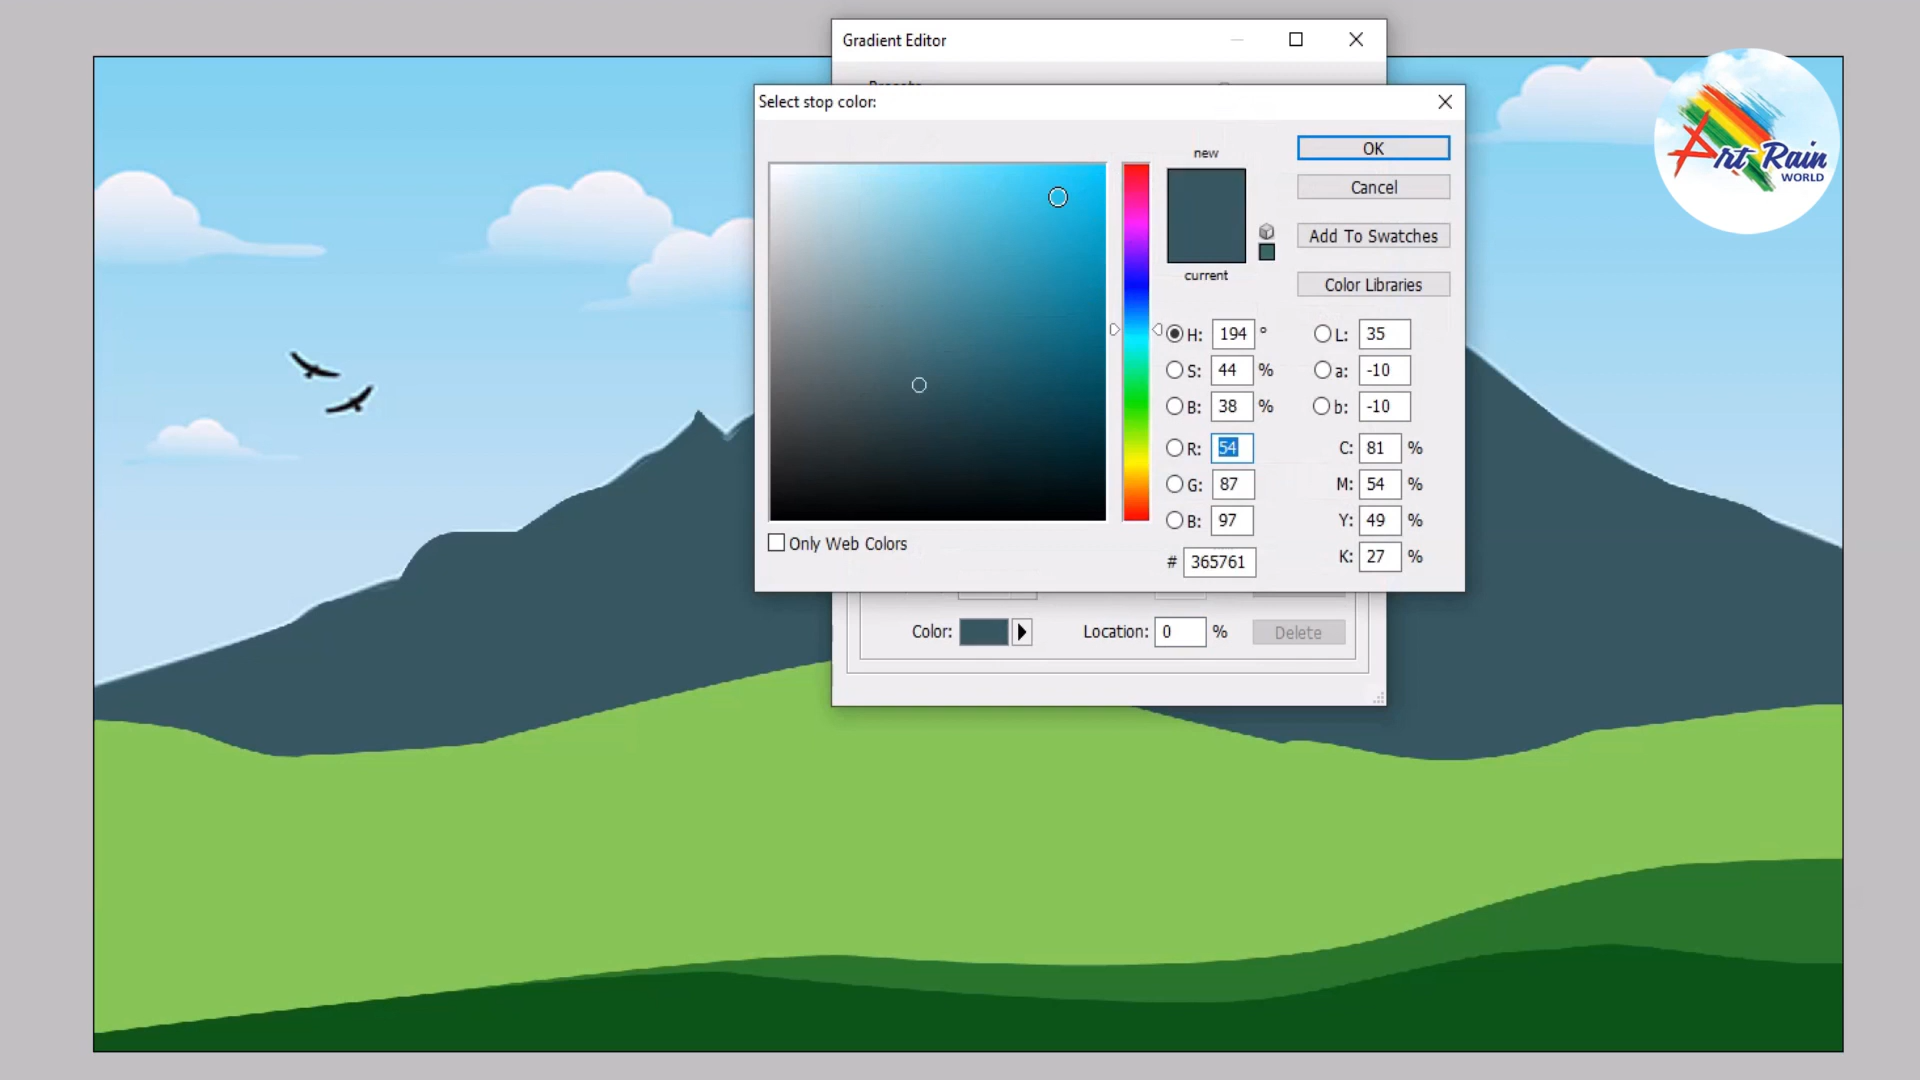 Gradient Editor
Presets
Select stop color:
new
current
OK
Cancel
Add To Swatches
Color Libraries
H: 194 °
S: 44 %
B: 38 %
R: 54
G: 87
B: 97
# 365761
L: 35
a: -10
b: -10
C: 81 %
M: 54 %
Y: 49 %
K: 27 %
Only Web Colors
Color:
Location: 0 %
Delete
Art Rain
WORLD